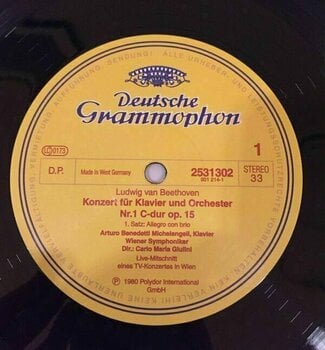 Deutsche
Grammophon
LC 0173
1
D.P.
Made in West Germany
2531302
STEREO
33
Ludwig van Beethoven
Konzert für Klavier und Orchester
Nr.1 C-dur op. 15
1. Satz: Allegro con brio
Arturo Benedetti Michelangeli, Klavier
Wiener Symphoniker
Dir.: Carlo Maria Giulini
Live-Mitschnitt
eines TV-Konzertes in Wien
℗ 1980 Polydor International
GmbH